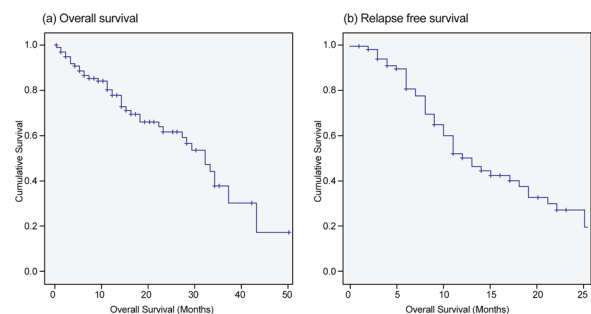 (a) Overall survival
Cumulative Survival
1.0
0.8
0.6
0.4
0.2
0.0
0 10 20 30 40 50
Overall Survival (Months)
(b) Relapse free survival
Cumulative Survival
1.0
0.8
0.6
0.4
0.2
0.0
0 5 10 15 20 25
Overall Survival (Months)